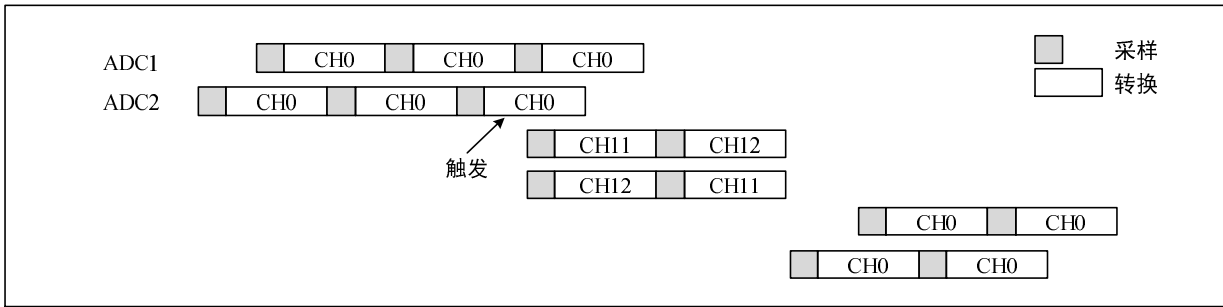 ADC1 CH0 CH0 CH0
采样
ADC2 CH0 CH0 CH0
转换
触发
CH11 CH12
CH12 CH11
CH0 CH0
CH0 CH0